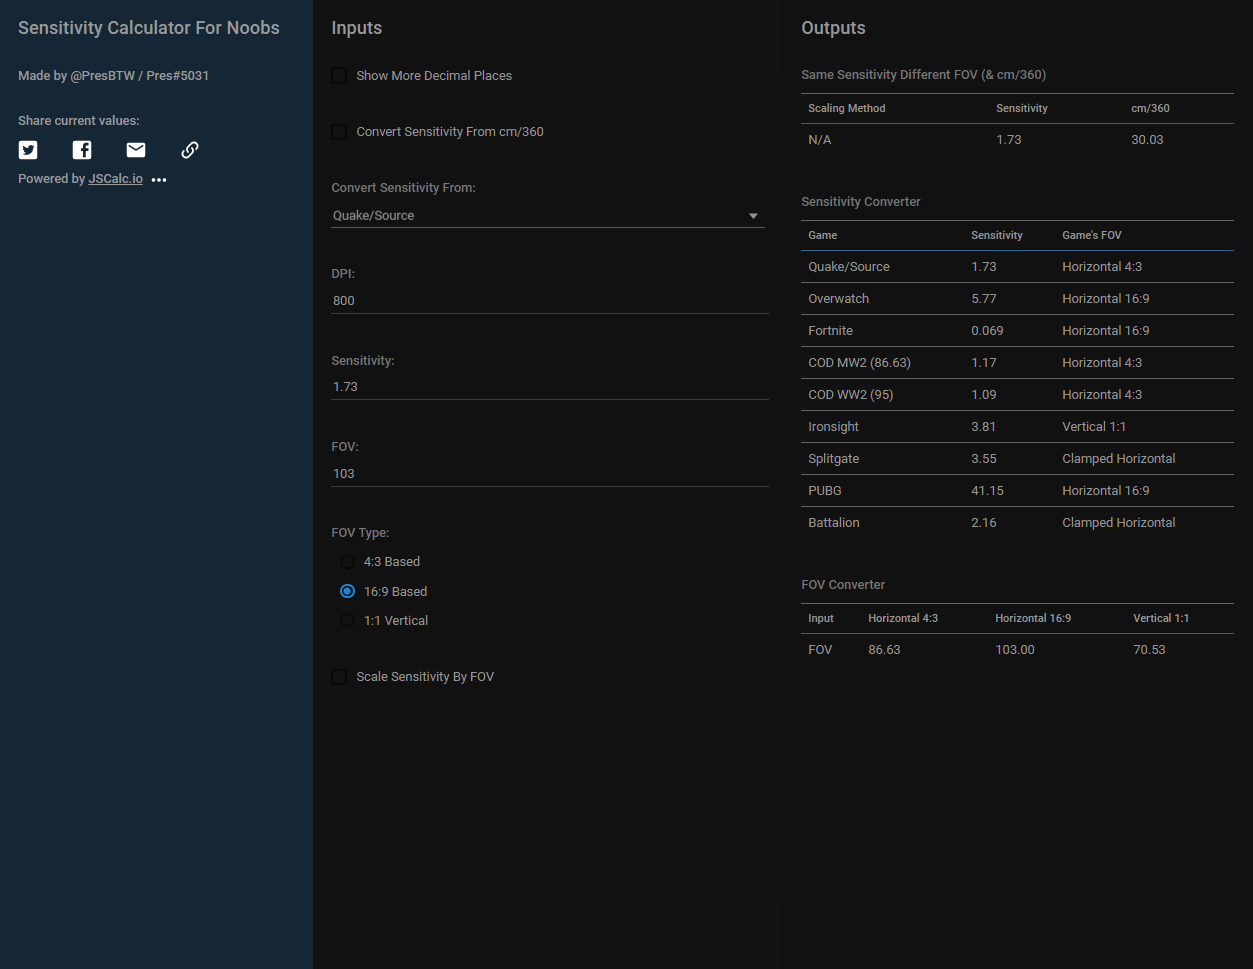 Sensitivity Calculator For Noobs
Made by @PresBTW / Pres#5031
Share current values:
Powered by JSCalc.io
Inputs
Show More Decimal Places
Convert Sensitivity From cm/360
Convert Sensitivity From:
Quake/Source
DPI:
800
Sensitivity:
1.73
FOV:
103
FOV Type:
4:3 Based
16:9 Based
1:1 Vertical
Scale Sensitivity By FOV
Outputs
Same Sensitivity Different FOV (& cm/360)
Scaling Method Sensitivity cm/360
N/A 1.73 30.03
Sensitivity Converter
Game Sensitivity Game's FOV
Quake/Source 1.73 Horizontal 4:3
Overwatch 5.77 Horizontal 16:9
Fortnite 0.069 Horizontal 16:9
COD MW2 (86.63) 1.17 Horizontal 4:3
COD WW2 (95) 1.09 Horizontal 4:3
Ironsight 3.81 Vertical 1:1
Splitgate 3.55 Clamped Horizontal
PUBG 41.15 Horizontal 16:9
Battalion 2.16 Clamped Horizontal
FOV Converter
Input Horizontal 4:3 Horizontal 16:9 Vertical 1:1
FOV 86.63 103.00 70.53